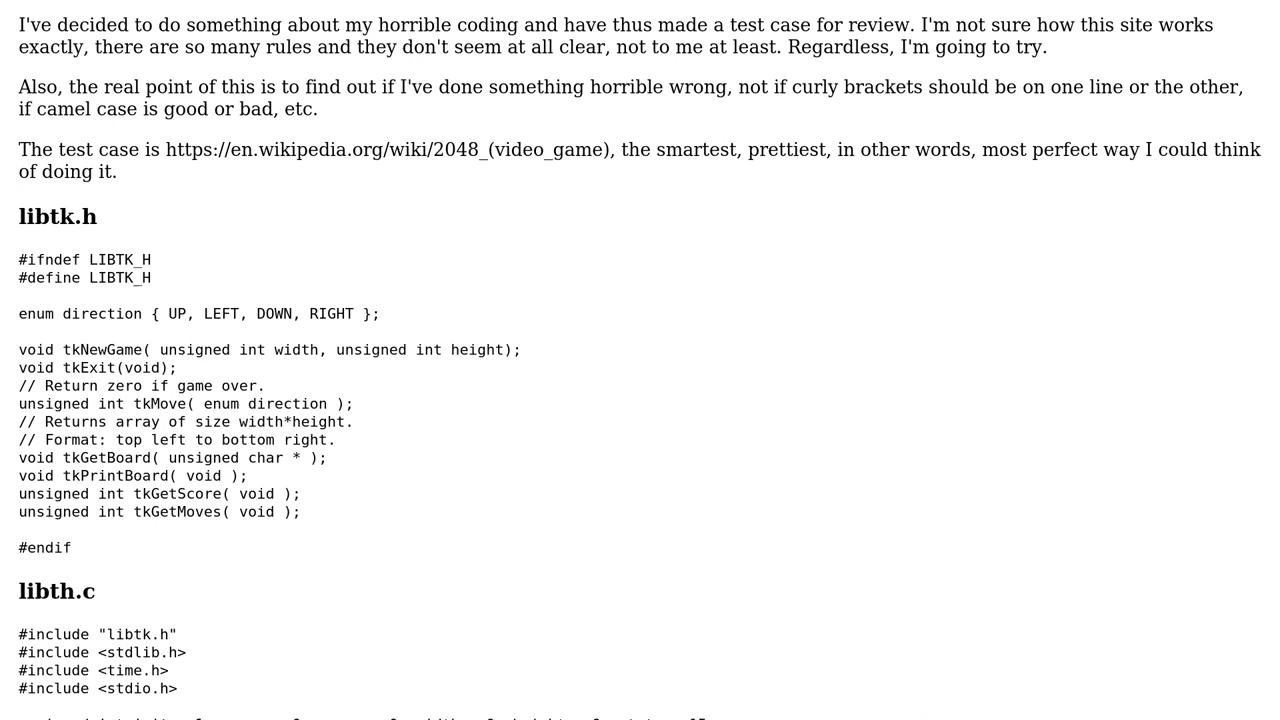 I've decided to do something about my horrible coding and have thus made a test case for review. I'm not sure how this site works
exactly, there are so many rules and they don't seem at all clear, not to me at least. Regardless, I'm going to try.
Also, the real point of this is to find out if I've done something horrible wrong, not if curly brackets should be on one line or the other,
if camel case is good or bad, etc.
The test case is https://en.wikipedia.org/wiki/2048_(video_game), the smartest, prettiest, in other words, most perfect way I could think
of doing it.
libtk.h
#ifndef LIBTK_H
#define LIBTK_H
enum direction { UP, LEFT, DOWN, RIGHT };
void tkNewGame( unsigned int width, unsigned int height);
void tkExit(void);
// Return zero if game over.
unsigned int tkMove( enum direction );
// Returns array of size width*height.
// Format: top left to bottom right.
void tkGetBoard( unsigned char * );
void tkPrintBoard( void );
unsigned int tkGetScore( void );
unsigned int tkGetMoves( void );
#endif
libth.c
#include "libtk.h"
#include <stdlib.h>
#include <time.h>
#include <stdio.h>